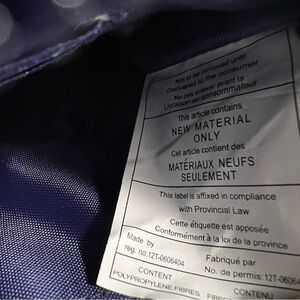 Not to be removed until
Delivered to the consumer
Ne pas enlever avant la
Livraison au consommateur
This article contains
NEW MATERIAL
ONLY
Cet article contient des
MATÉRIAUX NEUFS
SEULEMENT
This label is affixed in compliance
with Provincial Law
Cette étiquette est apposée
Conformément à la loi de la province
Made by
Fabriqué par
reg. no.12T-0606404
No. de permis:12T-0606
CONTENT
CONTENU
POLYPROPYLENE FIBRES
FIBRES